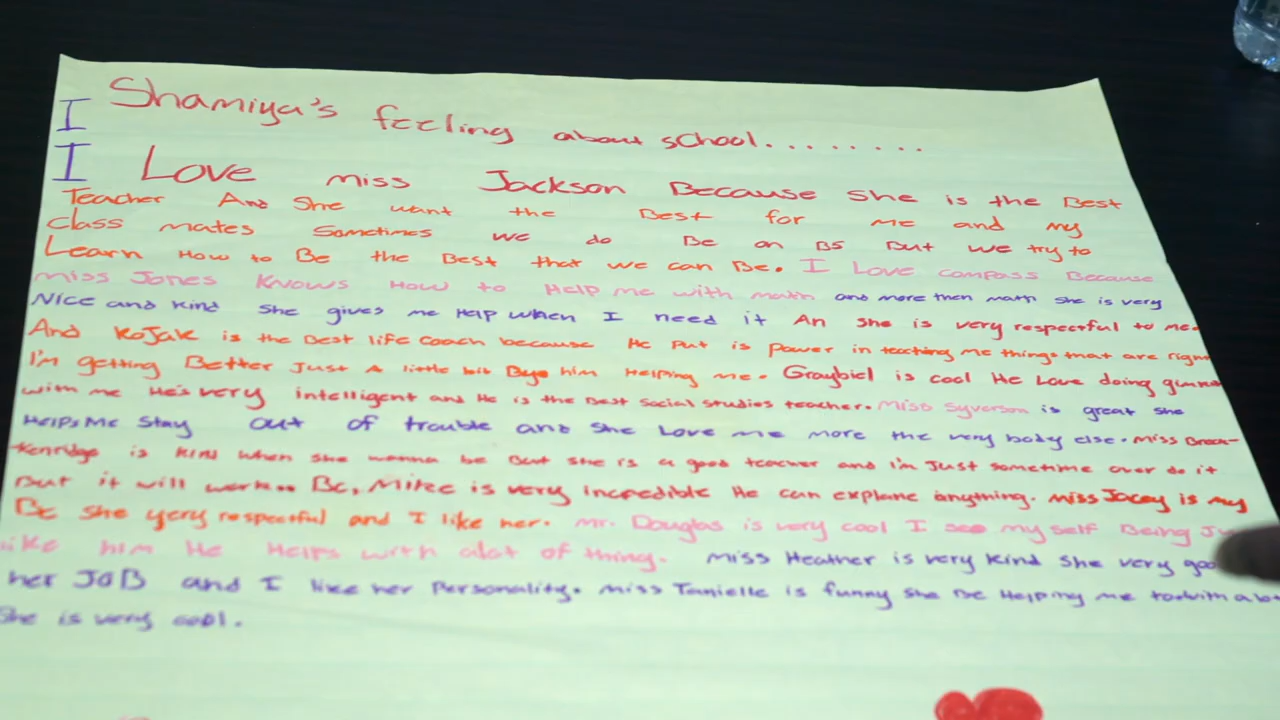 I Shamiya's feeling about school........
I Love miss Jackson Because she is the Best
Teacher And She want the Best for me and my
class mates Sometimes we do Be on BS But we try to
Learn How to Be the Best that we can Be. I Love compass Because
miss Jones knows How to Help me with math and more then math she is very
Nice and kind she gives me Help when I need it An she is very respectful to me.
And KoJak is the Best life coach because He put is power in teaching me things that are right
I'm getting Better Just A little bit Bye him Helping me. Graybiel is cool He Love doing
with me He's very intelligent and He is the Best social studies teacher. Miss Syverson is great she
Helps Me Stay out of trouble and she Love me more the very body else. Miss Brec-
kenridge is kind when she wanna be But she is a good teacher and i'm Just sometime over do it
But it will work.. Bc, Mike is very incredible He can explane anything. Miss Jacey is my
Bc she yery respectful and I like her. Mr. Douglas is very cool I see my self Being
like him He Helps with alot of thing. Miss Heather is very kind she very
her JOB and I like her Personality. Miss Tanielle is funny she Be Helping me
She is very cool.